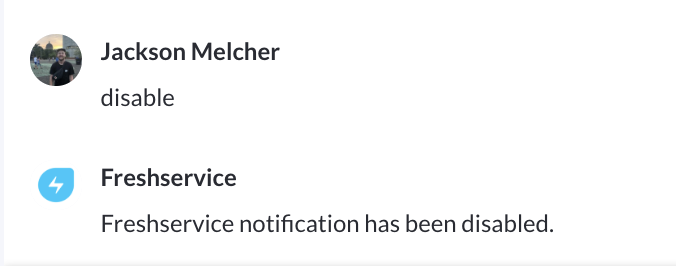 Jackson Melcher
disable
Freshservice
Freshservice notification has been disabled.